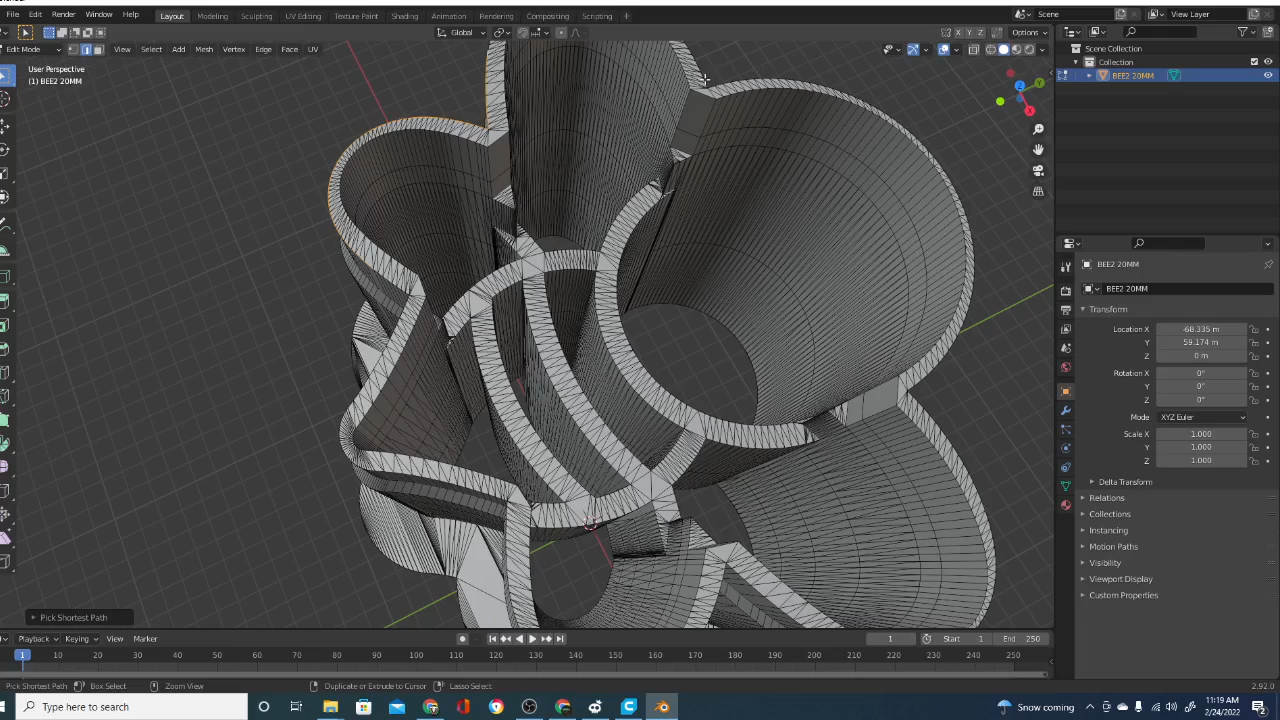 File Edit Render Window Help Layout Modeling Sculpting UV Editing Texture Paint Shading Animation Rendering Compositing Scripting + Scene View Layer
Edit Mode View Select Add Mesh Vertex Edge Face UV Global X Y Z Options
User Perspective
(1) BEE2 20MM
Scene Collection
Collection
BEE2 20MM
BEE2 20MM
BEE2 20MM
Transform
Location X -68.335 m
Y 59.174 m
Z 0 m
Rotation X 0°
Y 0°
Z 0°
Mode XYZ Euler
Scale X 1.000
Y 1.000
Z 1.000
Delta Transform
Relations
Collections
Instancing
Motion Paths
Visibility
Viewport Display
Custom Properties
Pick Shortest Path
Playback Keying View Marker 1 Start 1 End 250
1 10 20 30 40 50 60 70 80 90 100 110 120 130 140 150 160 170 180 190 200 210 220 230 240 250
Pick Shortest Path Box Select Zoom View Duplicate or Extrude to Cursor Lasso Select 2.92.0
Type here to search Snow coming 11:19 AM
2/24/2022